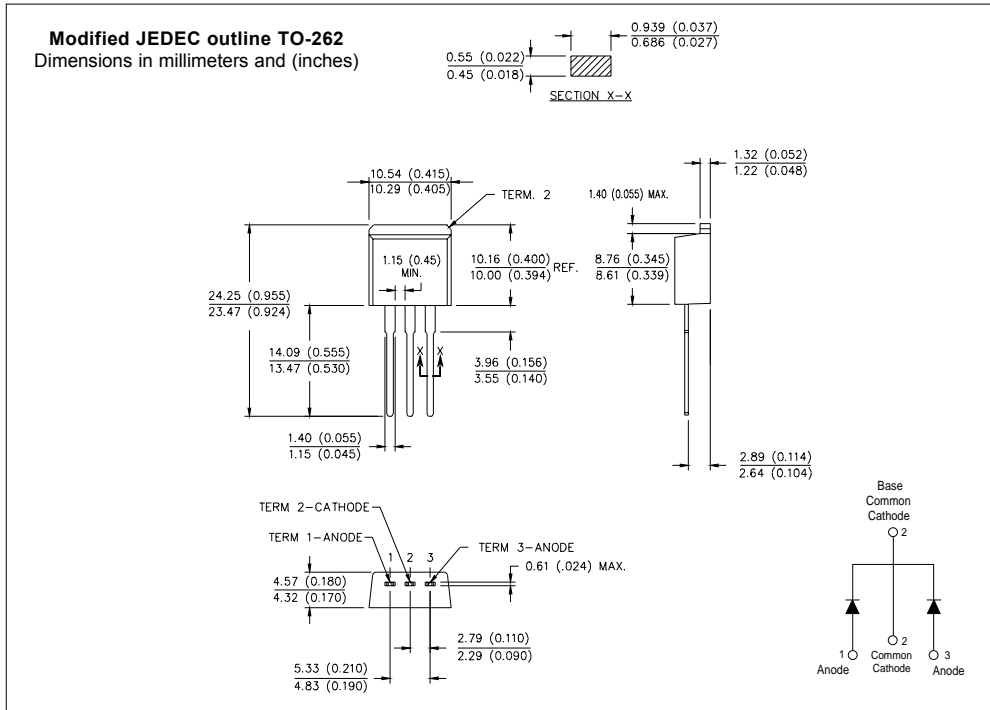 Modified JEDEC outline TO-262
Dimensions in millimeters and (inches)
0.939 (0.037)
0.686 (0.027)
0.55 (0.022)
0.45 (0.018)
SECTION X-X
1.32 (0.052)
1.22 (0.048)
10.54 (0.415)
10.29 (0.405)
TERM. 2
1.40 (0.055) MAX.
1.15 (0.45)
MIN.
10.16 (0.400)
10.00 (0.394)
REF.
8.76 (0.345)
8.61 (0.339)
24.25 (0.955)
23.47 (0.924)
14.09 (0.555)
13.47 (0.530)
X X
3.96 (0.156)
3.55 (0.140)
1.40 (0.055)
1.15 (0.045)
2.89 (0.114)
2.64 (0.104)
TERM 2-CATHODE
TERM 1-ANODE
1 2 3
TERM 3-ANODE
0.61 (.024) MAX.
4.57 (0.180)
4.32 (0.170)
2.79 (0.110)
2.29 (0.090)
5.33 (0.210)
4.83 (0.190)
Base
Common
Cathode
2
1
Anode
2
Common
Cathode
3
Anode